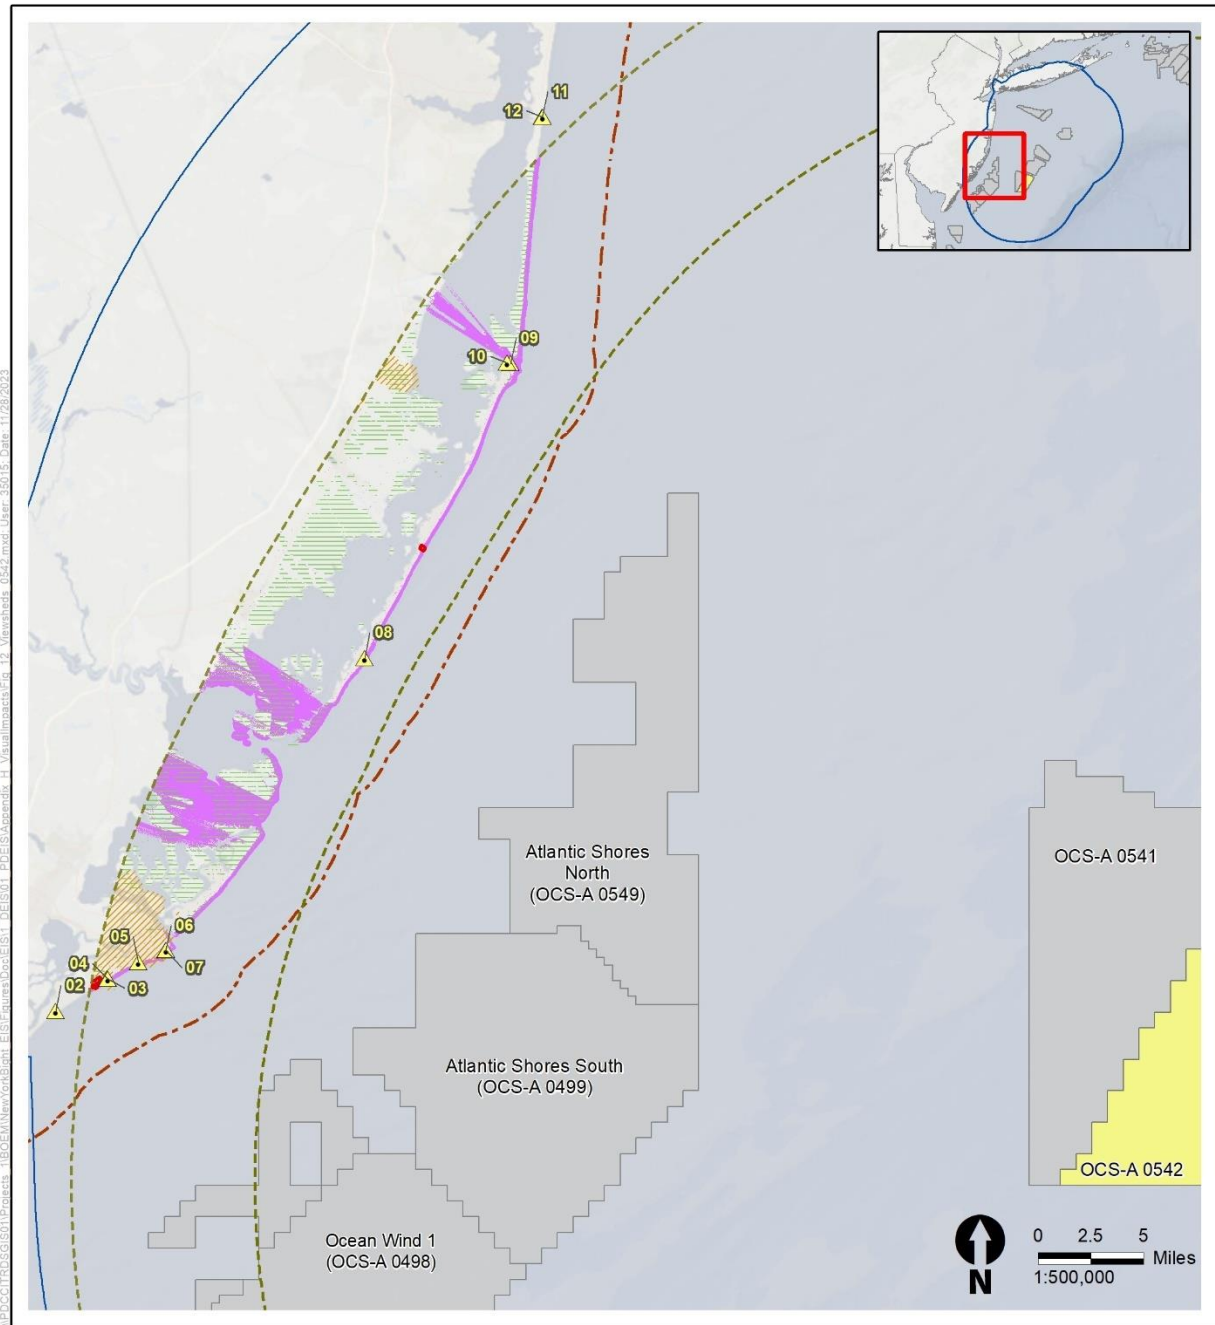 11
12
09
10
08
06
05
04
07
02
03
Atlantic Shores
North
(OCS-A 0549)
OCS-A 0541
Atlantic Shores South
(OCS-A 0499)
OCS-A 0542
Ocean Wind 1
(OCS-A 0498)
0 2.5 5
Miles
1:500,000
N